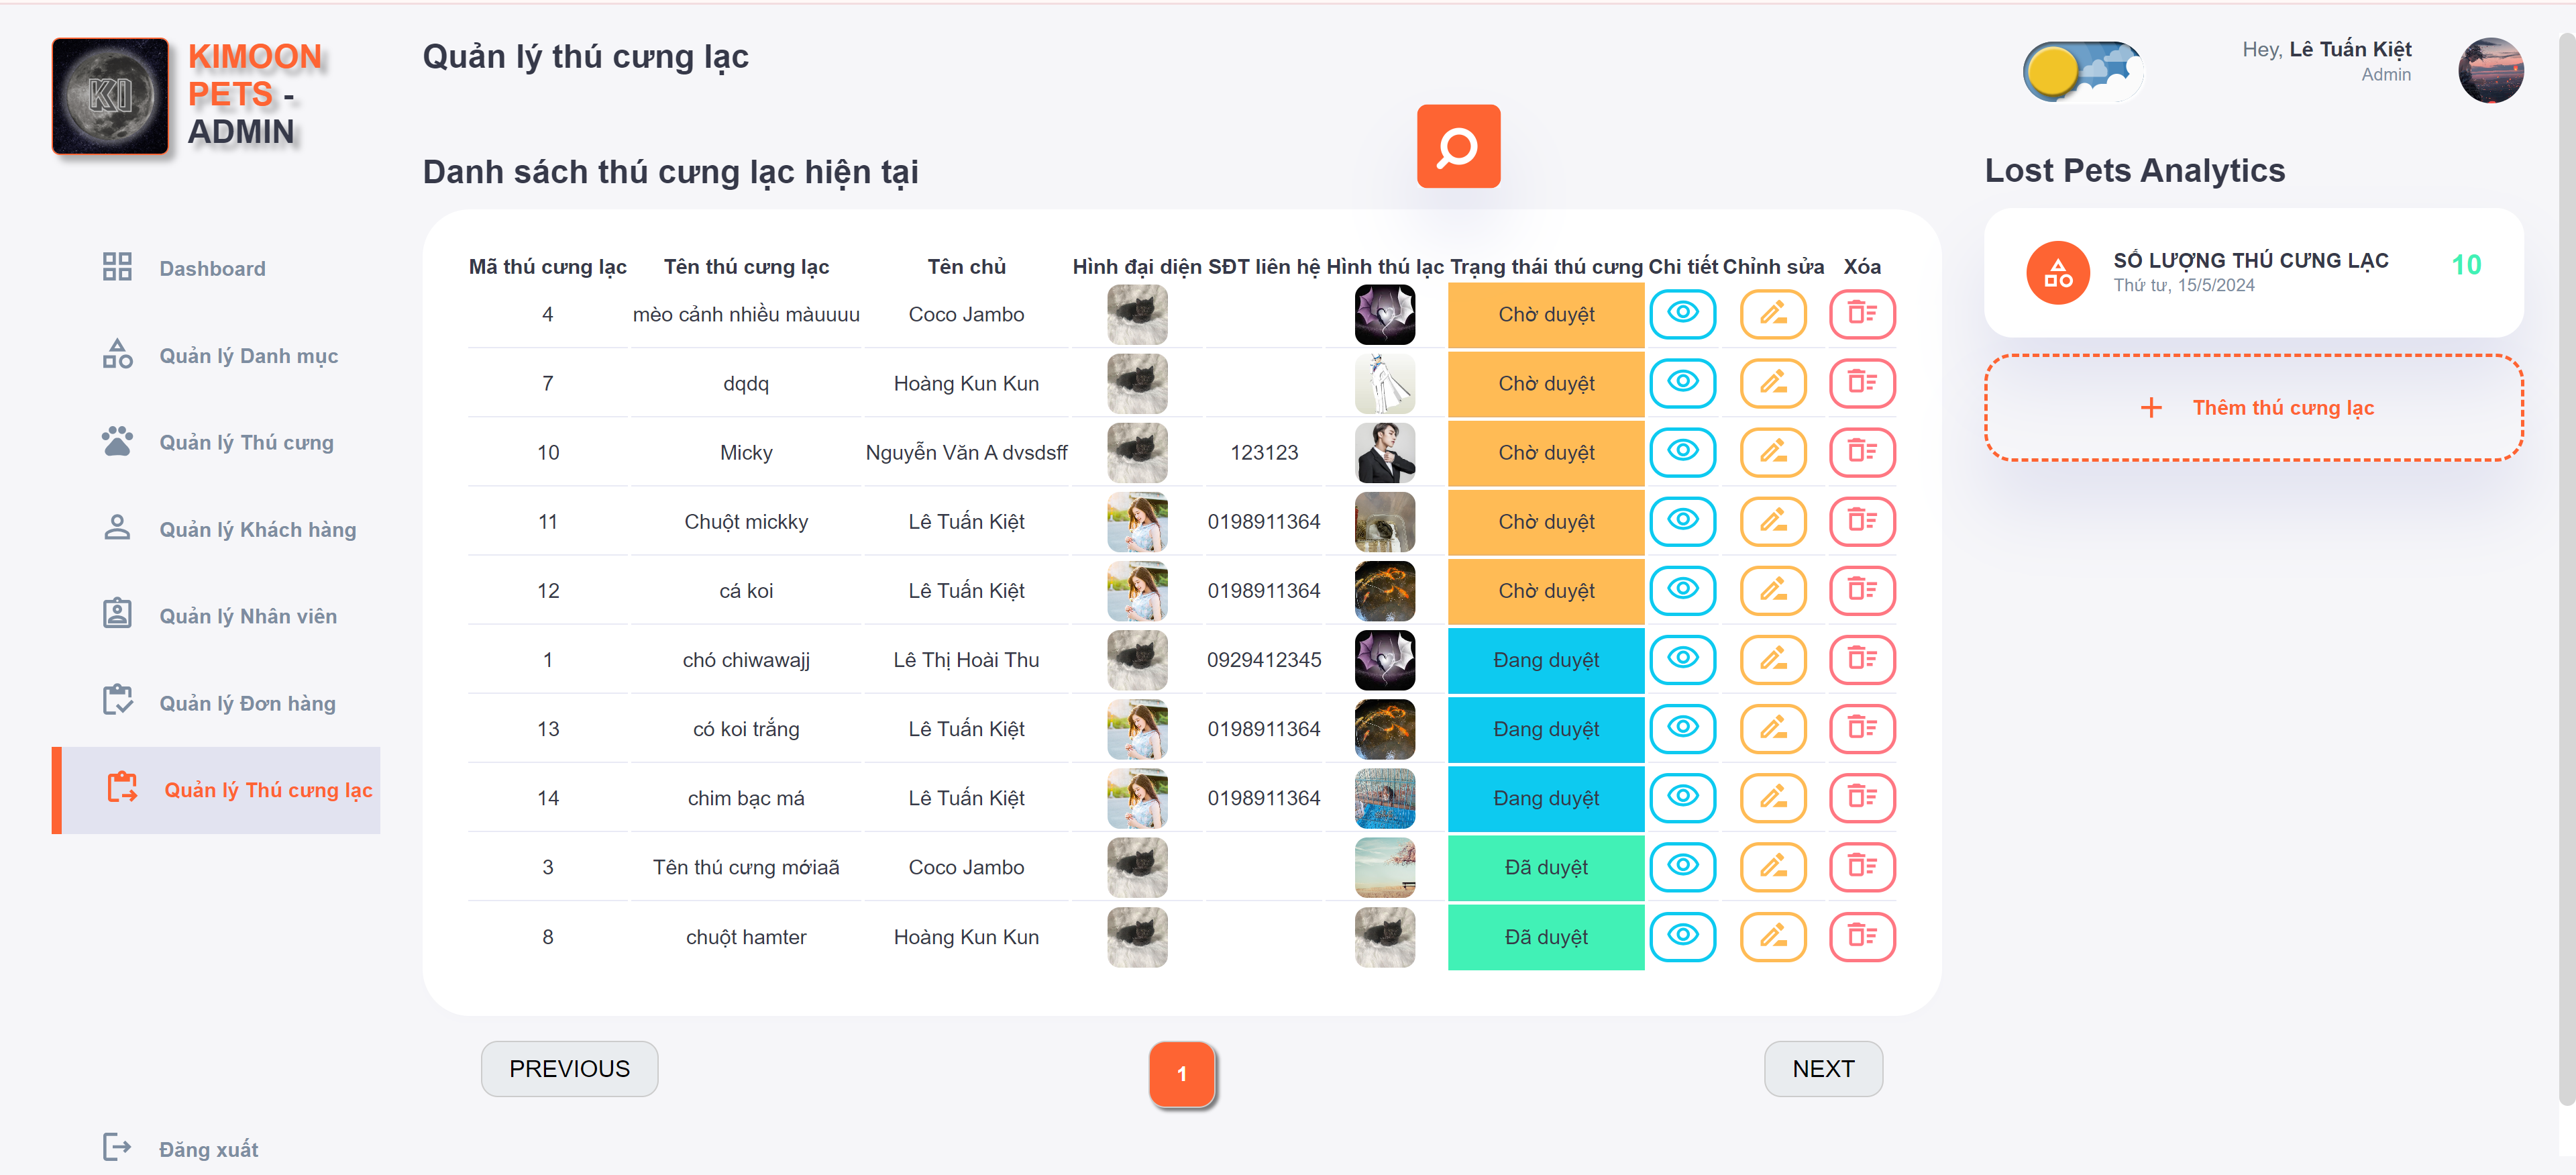 KI
KIMOON
PETS -
ADMIN
Dashboard
Quản lý Danh mục
Quản lý Thú cưng
Quản lý Khách hàng
Quản lý Nhân viên
Quản lý Đơn hàng
Quản lý Thú cưng lạc
Đăng xuất
Quản lý thú cưng lạc
Danh sách thú cưng lạc hiện tại
Mã thú cưng lạc Tên thú cưng lạc Tên chủ Hình đại diện SĐT liên hệ Hình thú lạc Trạng thái thú cưng Chi tiết Chỉnh sửa Xóa
4 mèo cảnh nhiều màuuuu Coco Jambo Chờ duyệt
7 dqdq Hoàng Kun Kun Chờ duyệt
10 Micky Nguyễn Văn A dvsdsff 123123 Chờ duyệt
11 Chuột mickky Lê Tuấn Kiệt 0198911364 Chờ duyệt
12 cá koi Lê Tuấn Kiệt 0198911364 Chờ duyệt
1 chó chiwawajj Lê Thị Hoài Thu 0929412345 Đang duyệt
13 có koi trắng Lê Tuấn Kiệt 0198911364 Đang duyệt
14 chim bạc má Lê Tuấn Kiệt 0198911364 Đang duyệt
3 Tên thú cưng mớiaã Coco Jambo Đã duyệt
8 chuột hamter Hoàng Kun Kun Đã duyệt
PREVIOUS 1 NEXT
Hey, Lê Tuấn Kiệt
Admin
Lost Pets Analytics
SỐ LƯỢNG THÚ CƯNG LẠC 10
Thứ tư, 15/5/2024
Thêm thú cưng lạc